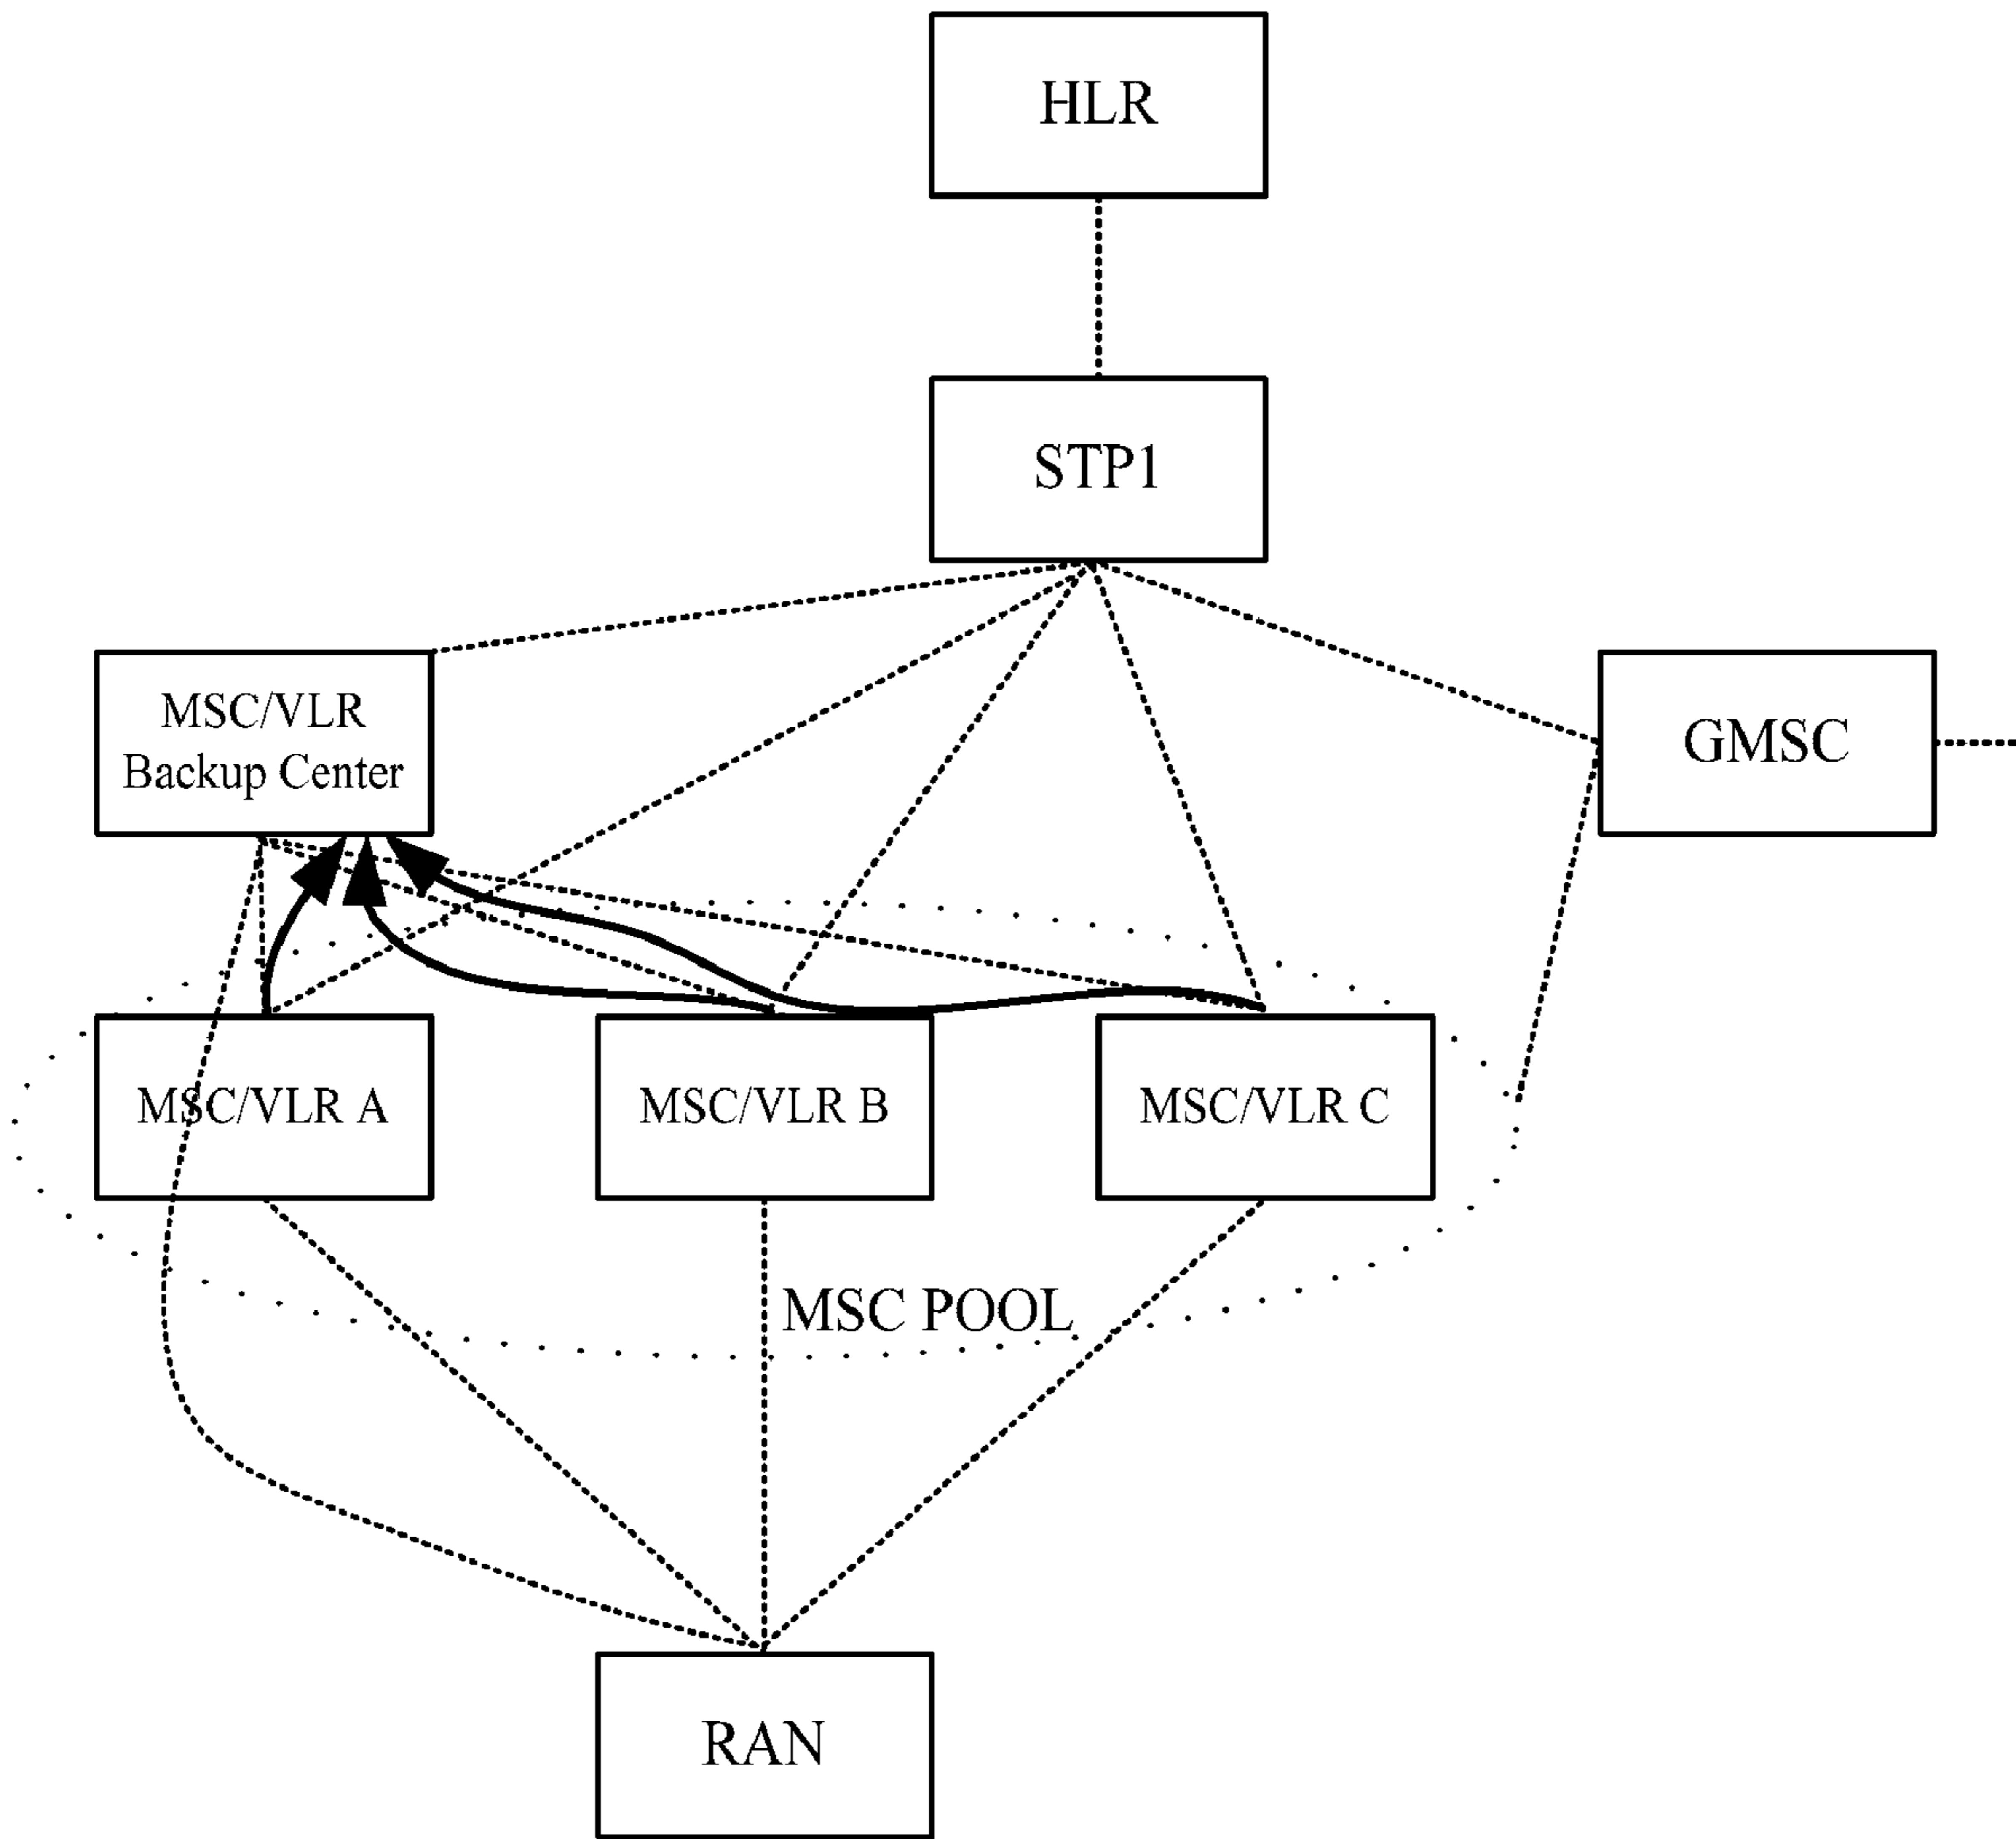 HLR
STP1
MSC/VLR
Backup Center
GMSC
MSC/VLR A
MSC/VLR B
MSC/VLR C
MSC POOL
RAN